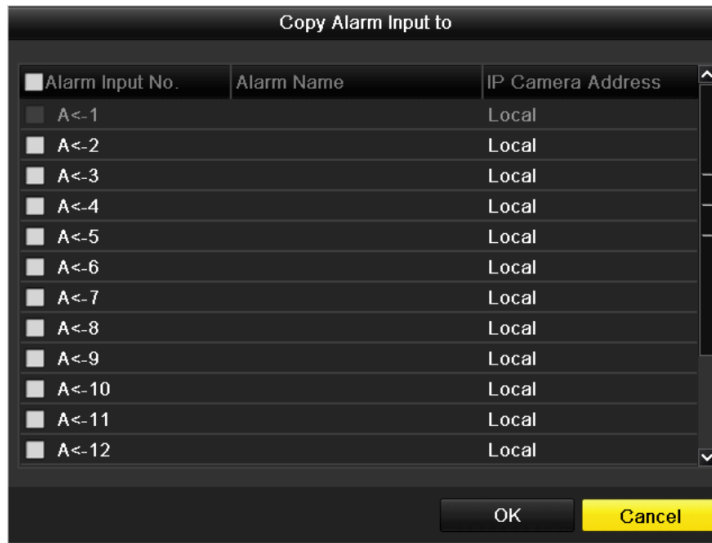 Copy Alarm Input to
Alarm Input No. Alarm Name IP Camera Address
A<-1 Local
A<-2 Local
A<-3 Local
A<-4 Local
A<-5 Local
A<-6 Local
A<-7 Local
A<-8 Local
A<-9 Local
A<-10 Local
A<-11 Local
A<-12 Local
OK Cancel